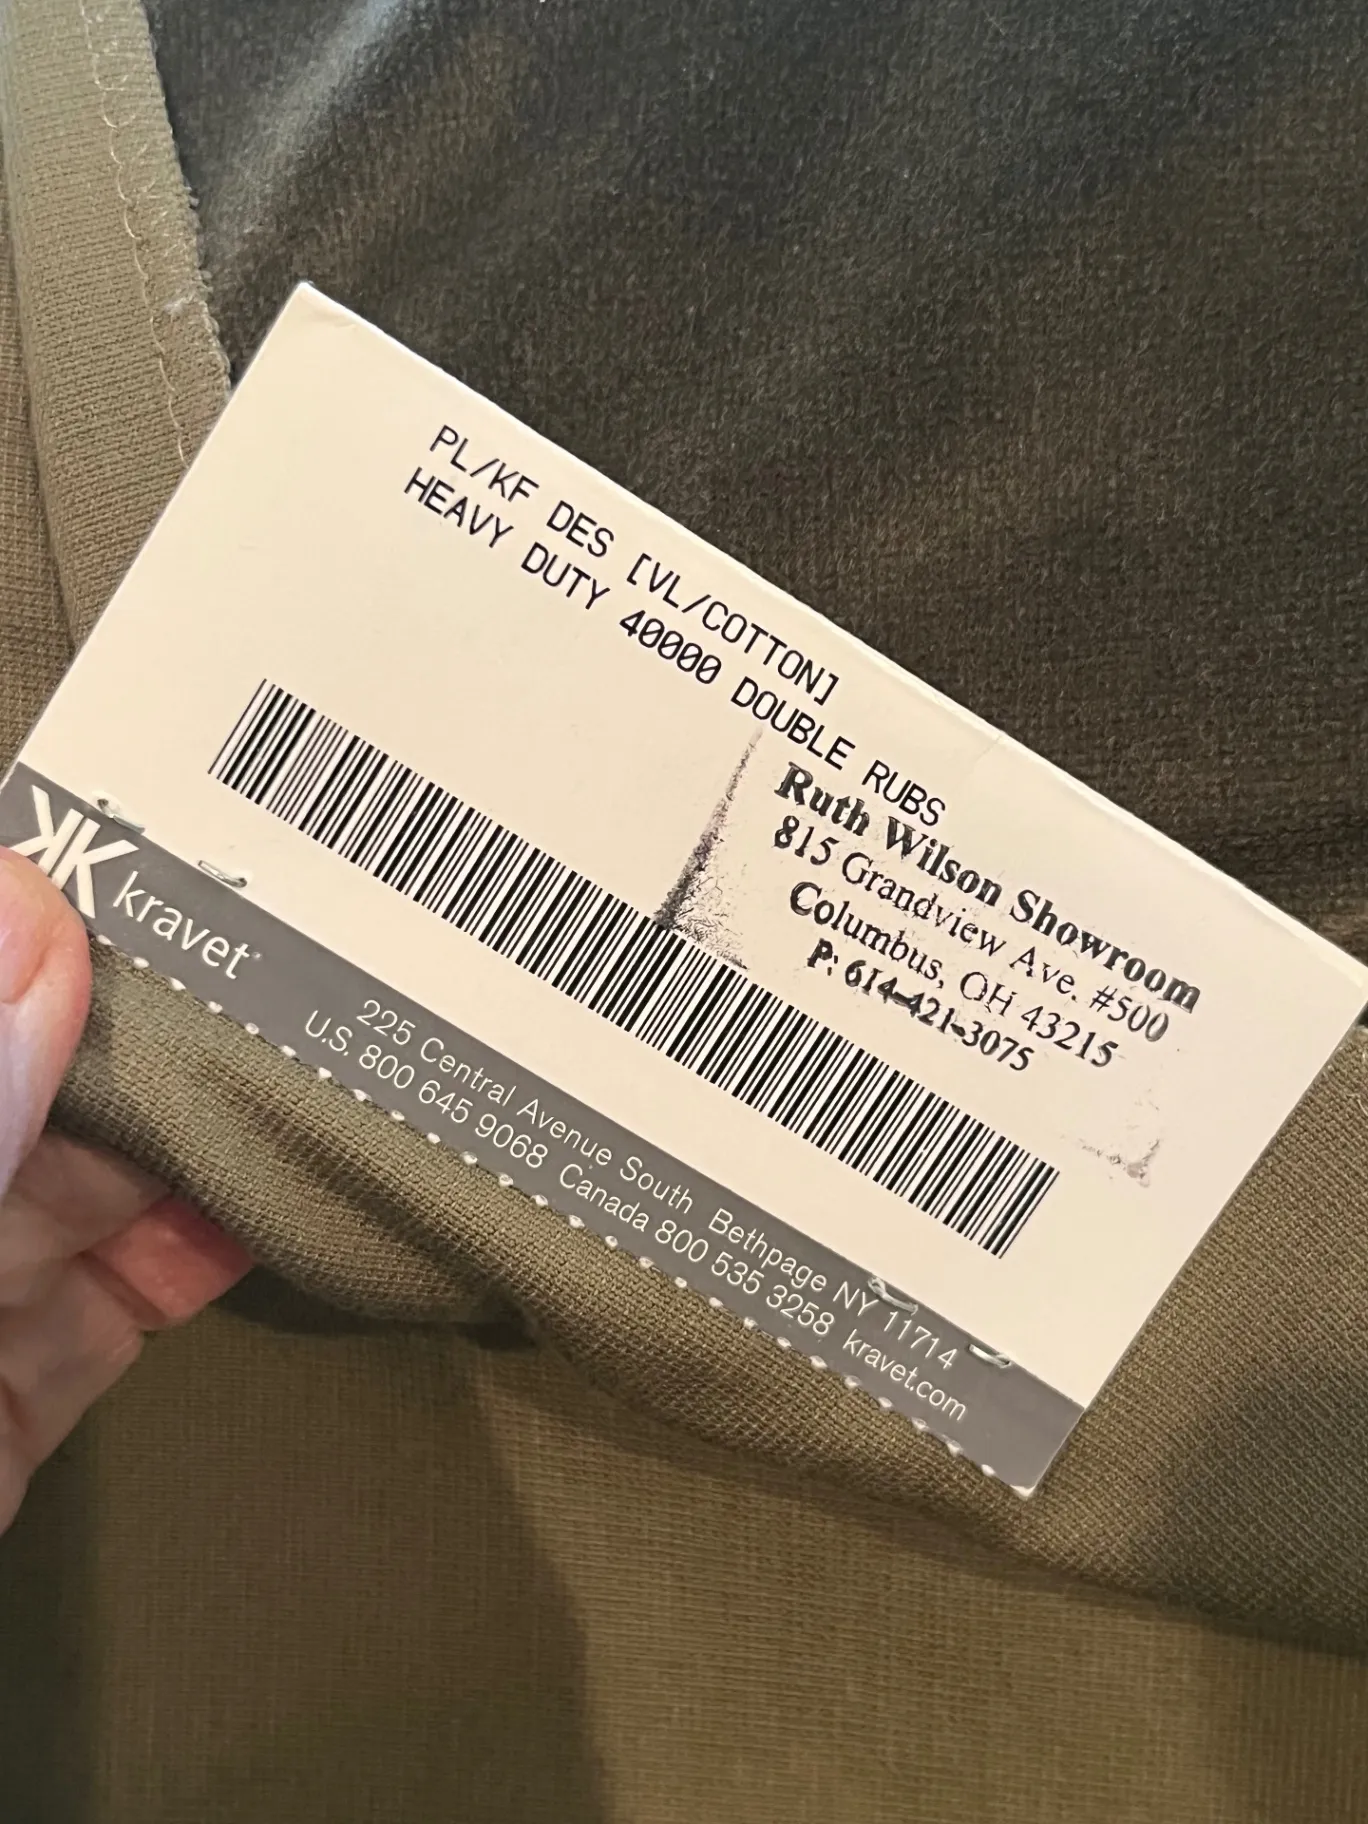 PL/KF DES [VL/COTTON]
HEAVY DUTY 40000 DOUBLE RUBS
Ruth Wilson Showroom
815 Grandview Ave. #500
Columbus, OH 43215
P: 614-421-3075
kravet
225 Central Avenue South Bethpage NY 11714
U.S. 800 645 9068 Canada 800 535 3258 kravet.com